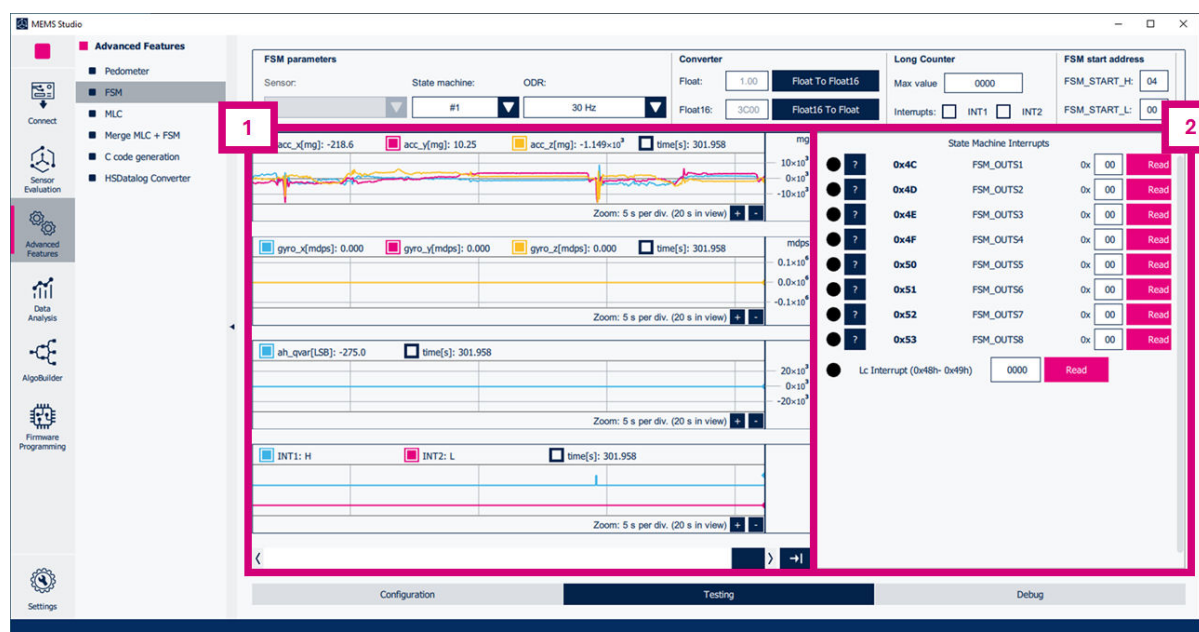 MEMS Studio
Connect
Sensor
Evaluation
Advanced
Features
Data
Analysis
AlgoBuilder
Firmware
Programming
Settings
Advanced Features
Pedometer
FSM
MLC
Merge MLC + FSM
C code generation
HSDatalog Converter
FSM parameters
Sensor: State machine: ODR:
#1 30 Hz
Converter
Float: 1.00 Float To Float16
Float16: 3C00 Float16 To Float
Long Counter
Max value 0000
Interrupts: INT1 INT2
FSM start address
FSM_START_H: 04
FSM_START_L: 00
1
acc_x[mg]: -218.6 acc_y[mg]: 10.25 acc_z[mg]: -1.149×10³ time[s]: 301.958 mg
10×10³
0×10³
-10×10³
Zoom: 5 s per div. (20 s in view) + -
gyro_x[mdps]: 0.000 gyro_y[mdps]: 0.000 gyro_z[mdps]: 0.000 time[s]: 301.958 mdps
0.1×10⁶
0.0×10⁶
-0.1×10⁶
Zoom: 5 s per div. (20 s in view) + -
ah_qvar[LSB]: -275.0 time[s]: 301.958
20×10³
0×10³
-20×10³
Zoom: 5 s per div. (20 s in view) + -
INT1: H INT2: L time[s]: 301.958
Zoom: 5 s per div. (20 s in view) + -
2
State Machine Interrupts
? 0x4C FSM_OUTS1 0x 00 Read
? 0x4D FSM_OUTS2 0x 00 Read
? 0x4E FSM_OUTS3 0x 00 Read
? 0x4F FSM_OUTS4 0x 00 Read
? 0x50 FSM_OUTS5 0x 00 Read
? 0x51 FSM_OUTS6 0x 00 Read
? 0x52 FSM_OUTS7 0x 00 Read
? 0x53 FSM_OUTS8 0x 00 Read
Lc Interrupt (0x48h- 0x49h) 0000 Read
Configuration Testing Debug